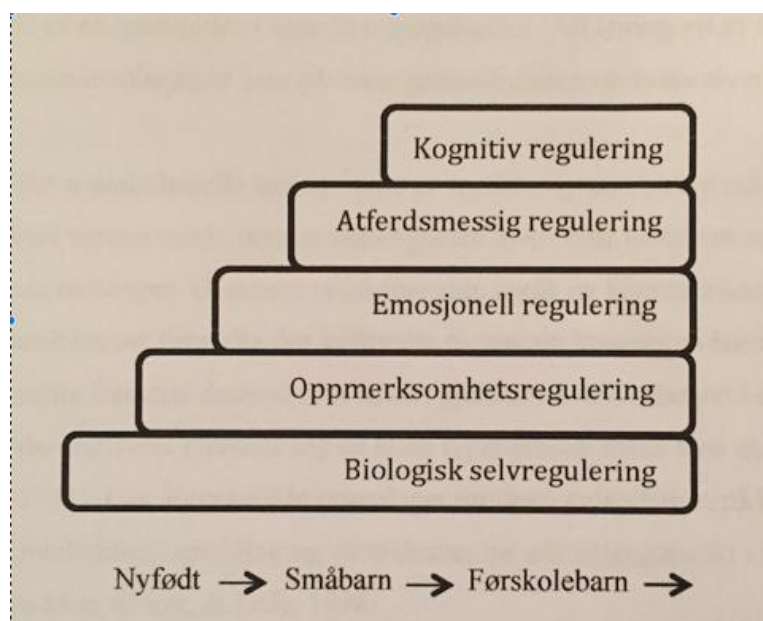 Kognitiv regulering
Atferdsmessig regulering
Emosjonell regulering
Oppmerksomhetsregulering
Biologisk selvregulering
Nyfødt → Småbarn → Førskolebarn →